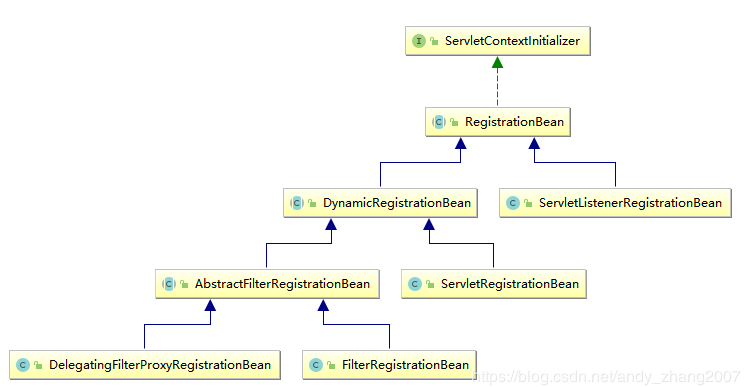 I ServletContextInitializer
C RegistrationBean
C DynamicRegistrationBean
C ServletListenerRegistrationBean
C AbstractFilterRegistrationBean
C ServletRegistrationBean
C DelegatingFilterProxyRegistrationBean
C FilterRegistrationBean
https://blog.csdn.net/andy_zhang2007